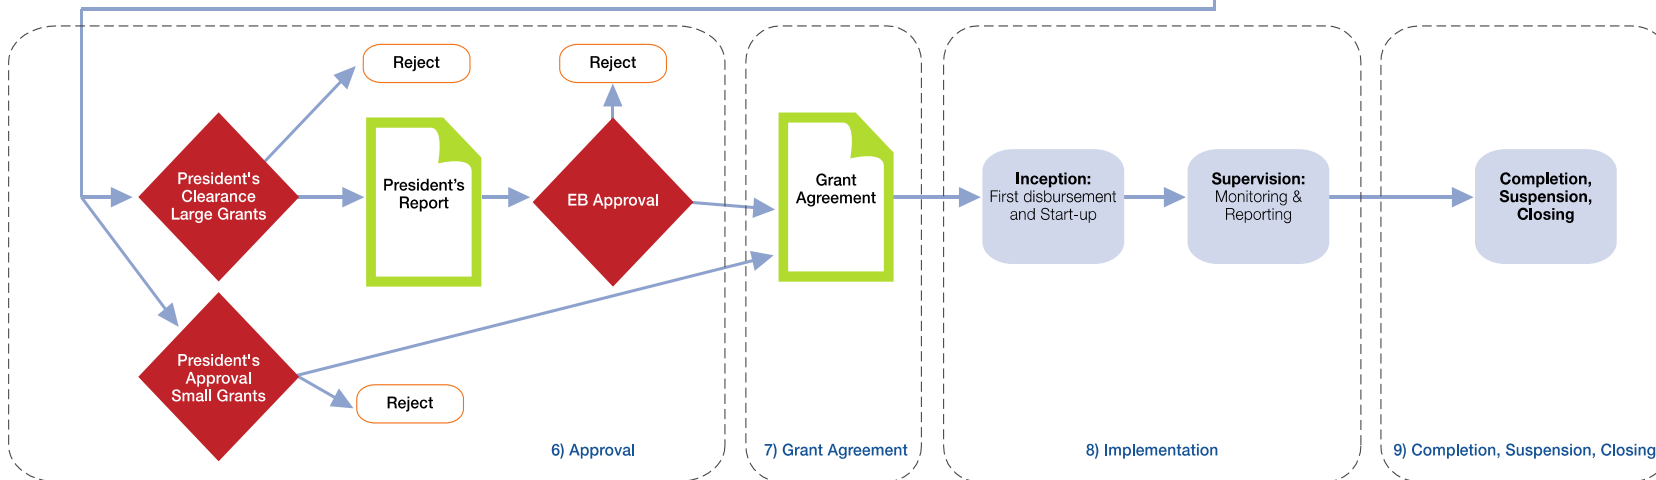 Reject
Reject
President's
Clearance
Large Grants
President’s
Report
EB Approval
Grant
Agreement
Inception:
First disbursement
and Start-up
Supervision:
Monitoring &
Reporting
Completion,
Suspension,
Closing
President's
Approval
Small Grants
Reject
6) Approval
7) Grant Agreement
8) Implementation
9) Completion, Suspension, Closing